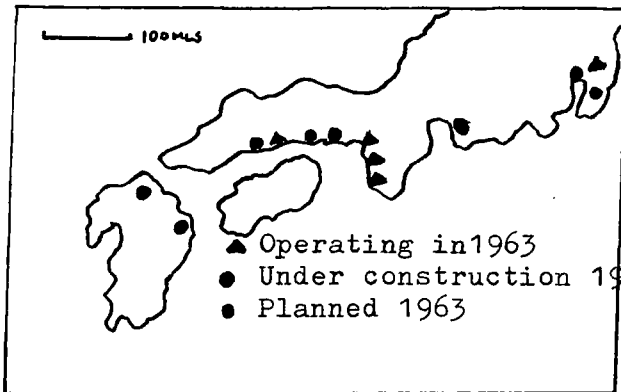 100 MLS
▲ Operating in1963
● Under construction 19
● Planned 1963